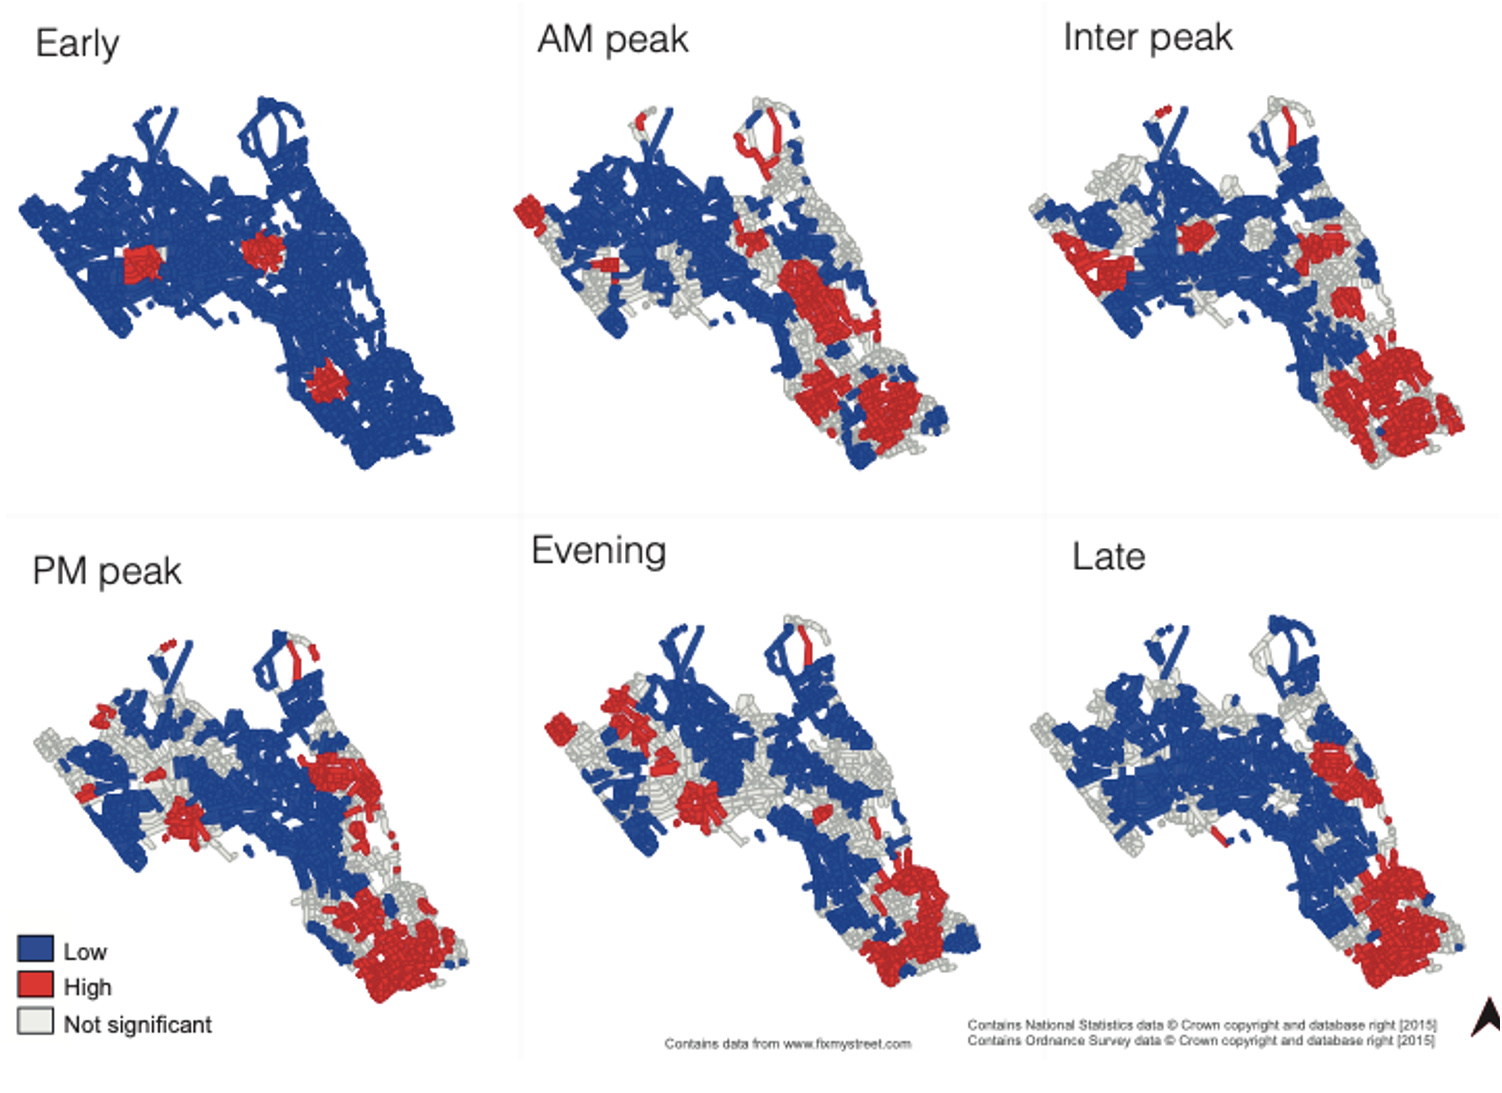 Early
AM peak
Inter peak
PM peak
Evening
Late
Low
High
Not significant
Contains data from www.fixmystreet.com
Contains National Statistics data © Crown copyright and database right [2015]
Contains Ordnance Survey data © Crown copyright and database right [2015]